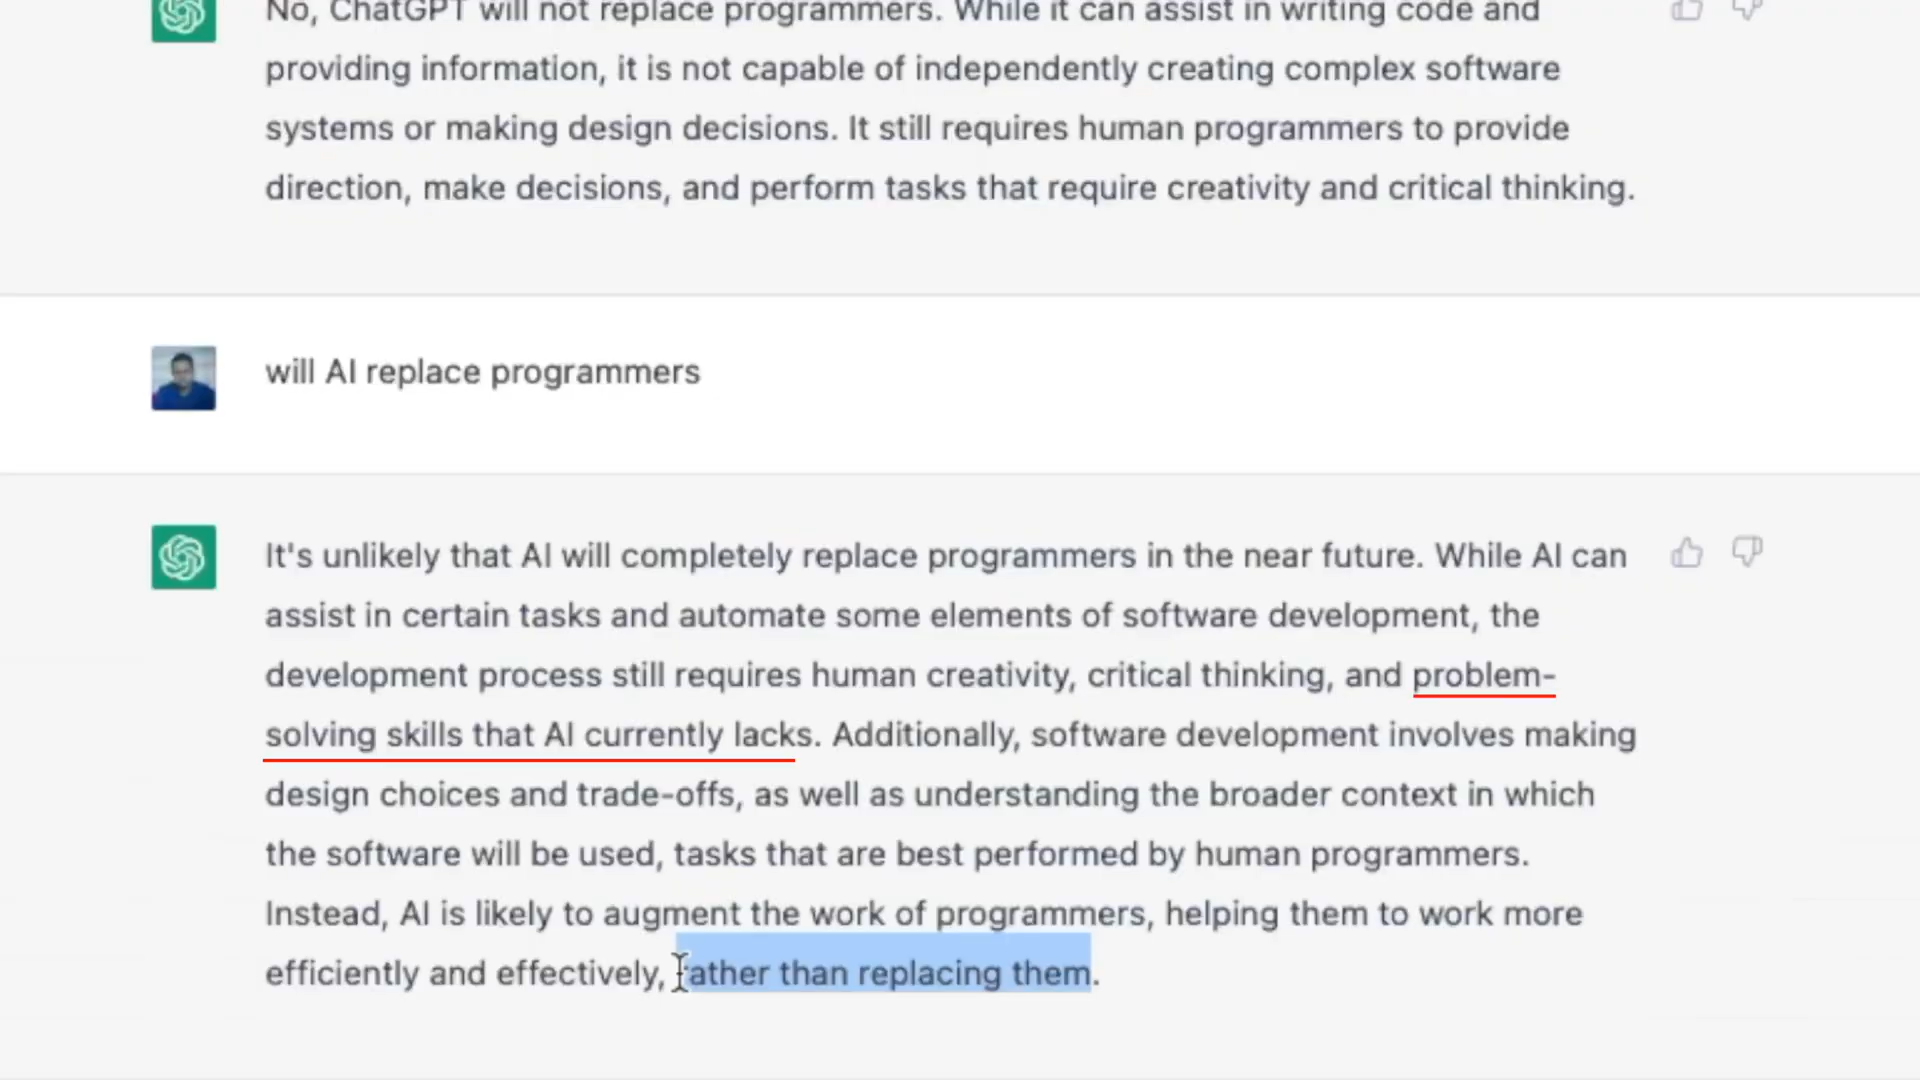 No, ChatGPT will not replace programmers. While it can assist in writing code and
providing information, it is not capable of independently creating complex software
systems or making design decisions. It still requires human programmers to provide
direction, make decisions, and perform tasks that require creativity and critical thinking.
will AI replace programmers
It's unlikely that AI will completely replace programmers in the near future. While AI can
assist in certain tasks and automate some elements of software development, the
development process still requires human creativity, critical thinking, and problem-
solving skills that AI currently lacks. Additionally, software development involves making
design choices and trade-offs, as well as understanding the broader context in which
the software will be used, tasks that are best performed by human programmers.
Instead, AI is likely to augment the work of programmers, helping them to work more
efficiently and effectively, rather than replacing them.